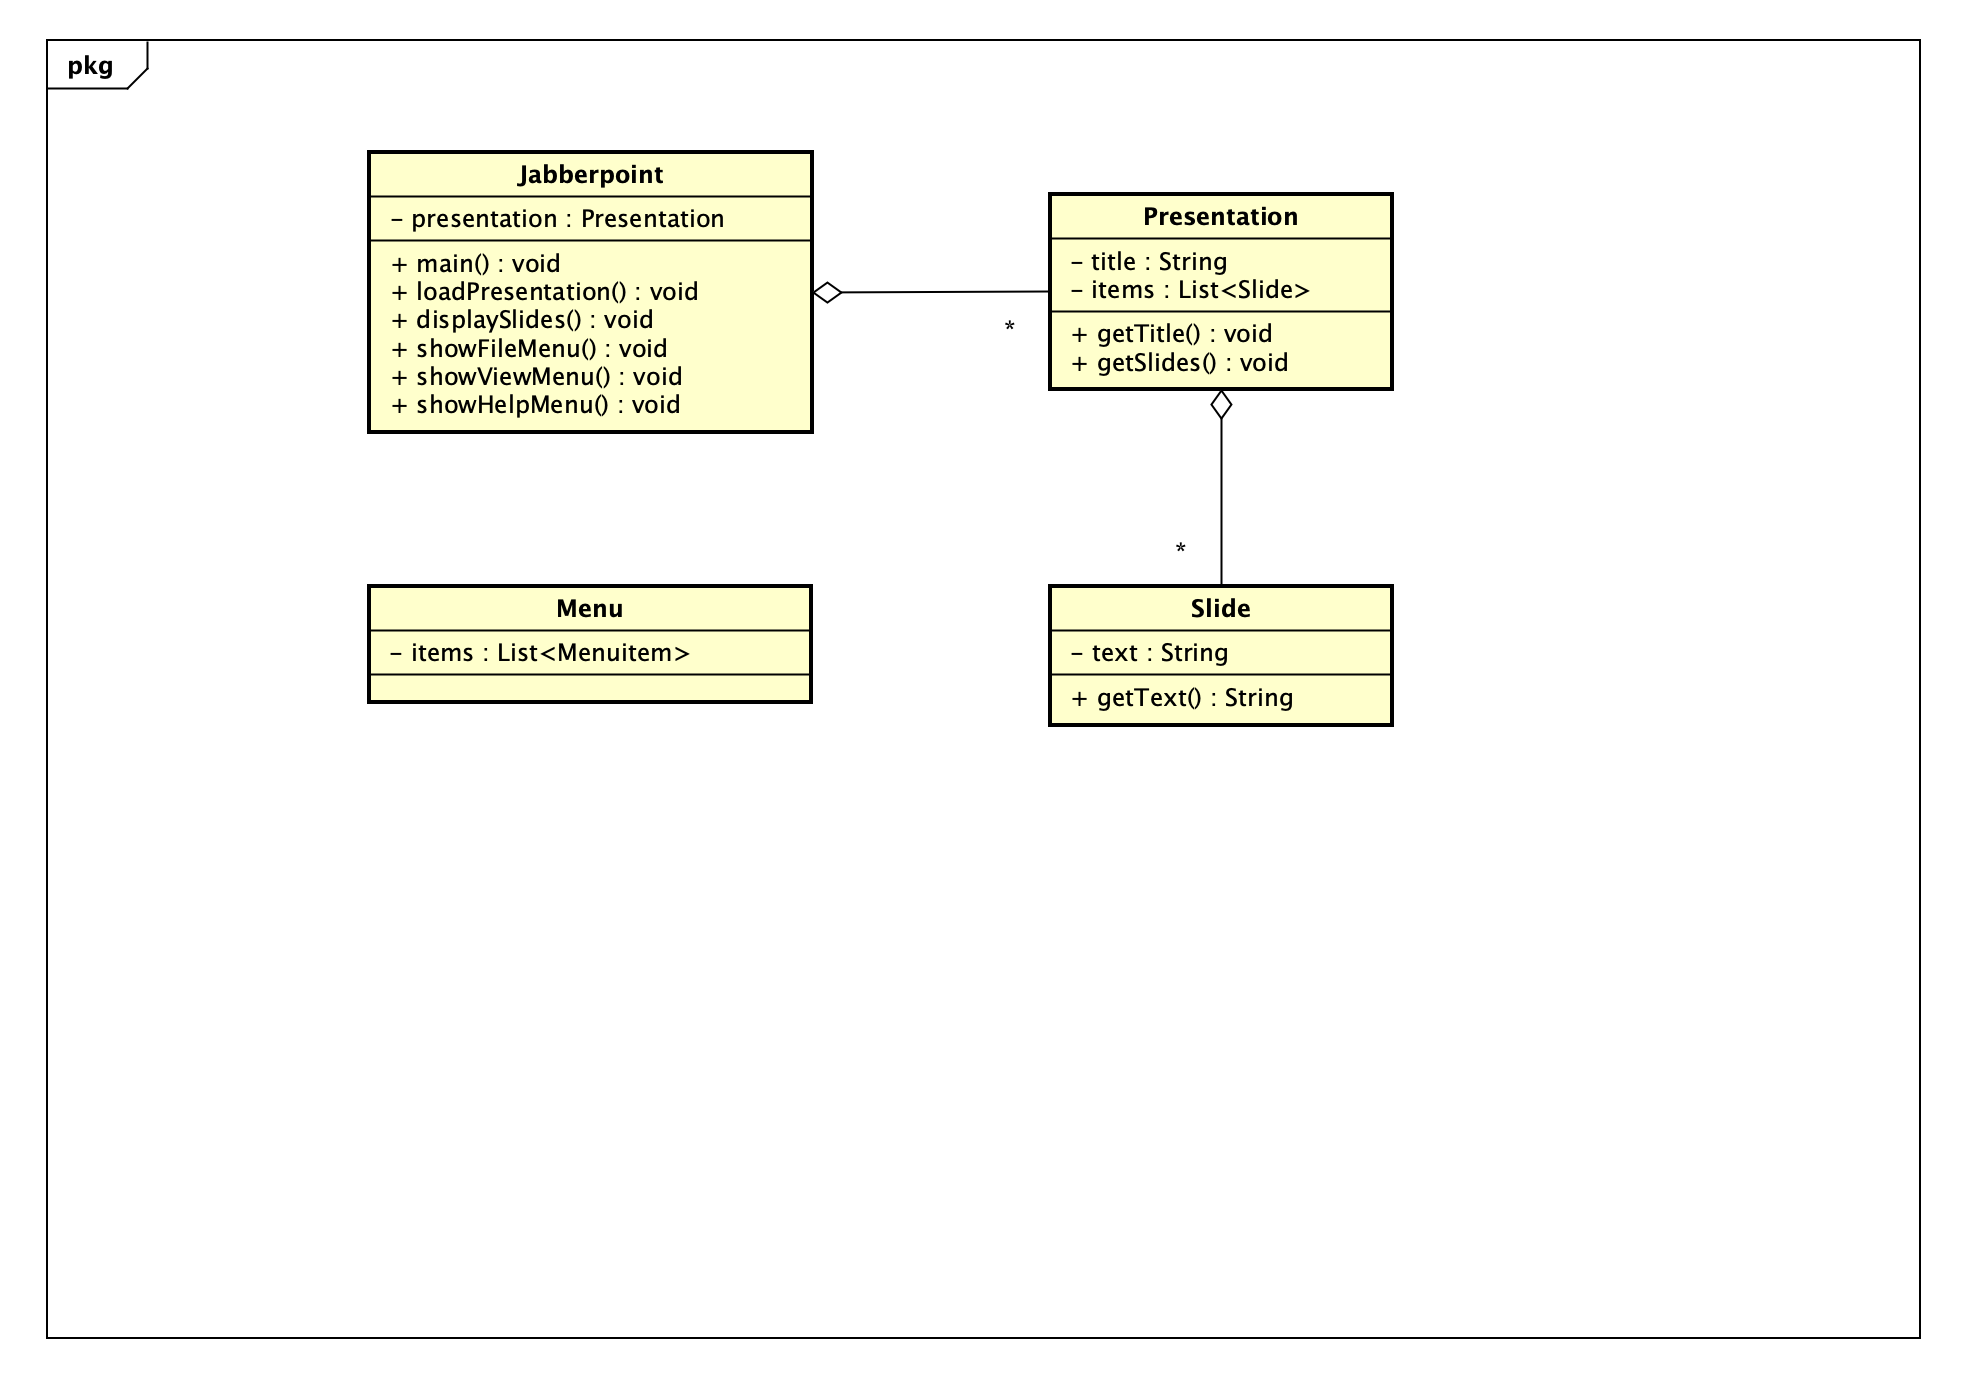 pkg
Jabberpoint
- presentation : Presentation
+ main() : void
+ loadPresentation() : void
+ displaySlides() : void
+ showFileMenu() : void
+ showViewMenu() : void
+ showHelpMenu() : void
*
Presentation
- title : String
- items : List<Slide>
+ getTitle() : void
+ getSlides() : void
*
Menu
- items : List<Menuitem>
Slide
- text : String
+ getText() : String